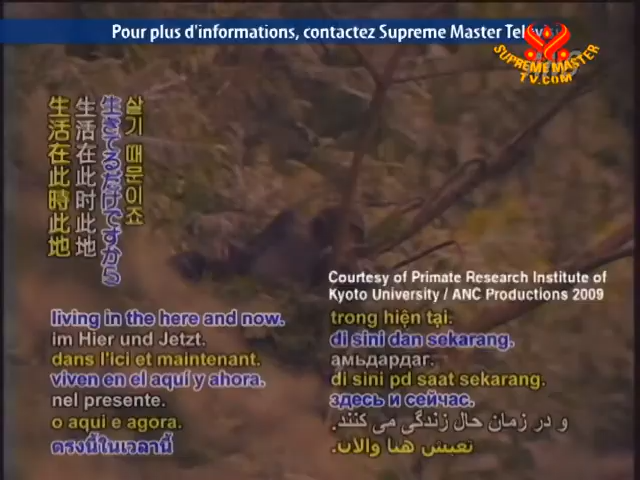 Pour plus d'informations, contactez Supreme Master
SUPREME MASTER
TV.COM
살기 때문이죠
生きてるだけですから
生活在此时此地
生活在此時此地
Courtesy of Primate Research Institute of
Kyoto University / ANC Productions 2009
living in the here and now.
im Hier und Jetzt.
dans l'ici et maintenant.
viven en el aquí y ahora.
nel presente.
o aqui e agora.
ตรงนี้ในเวลานี้
trong hiện tại.
di sini dan sekarang.
амьдардаг.
di sini pd saat sekarang.
здесь и сейчас.
و در زمان حال زندگی می کنند.
تعيش هنا والآن.